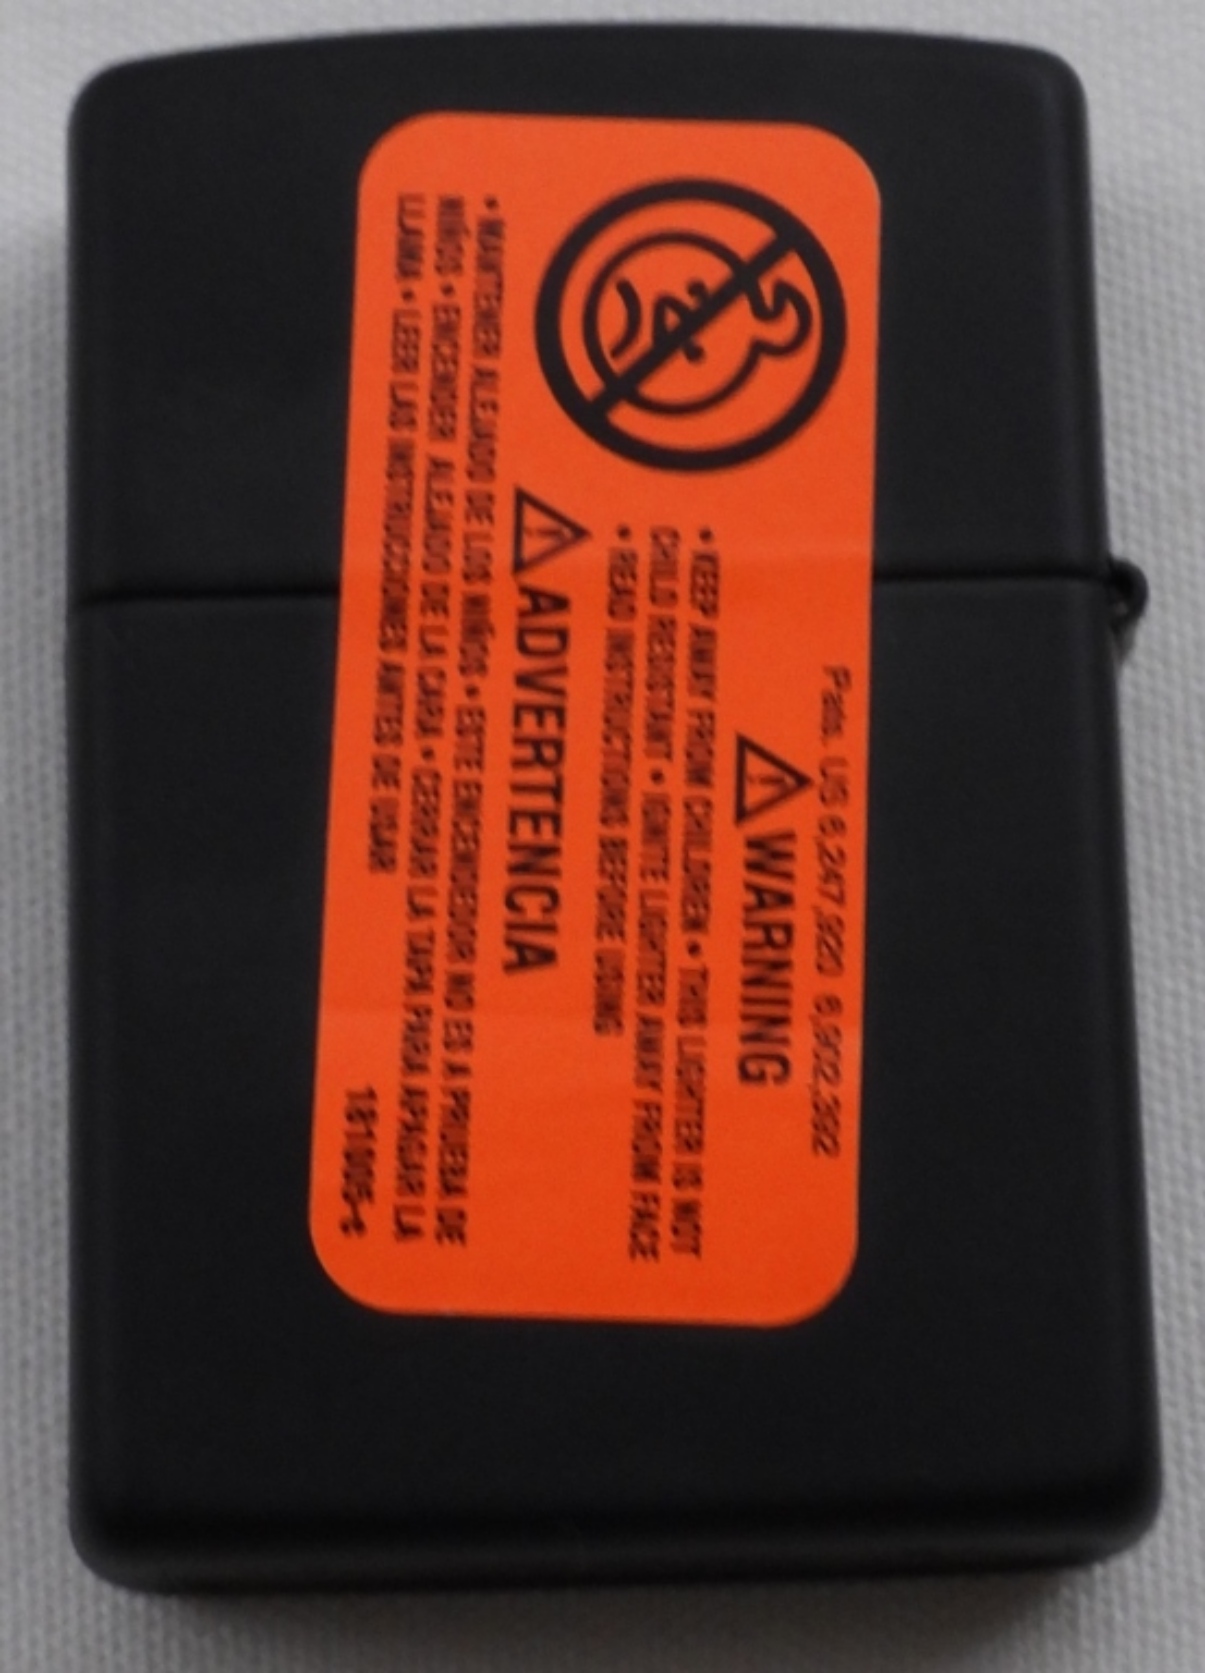 Pats. US 6,247,920 6,902,392
WARNING
• KEEP AWAY FROM CHILDREN • THIS LIGHTER IS NOT
CHILD RESISTANT • IGNITE LIGHTER AWAY FROM FACE
• READ INSTRUCTIONS BEFORE USING
ADVERTENCIA
• MANTENER ALEJADO DE LOS NIÑOS • ESTE ENCENDEDOR NO ES A PRUEBA DE
NIÑOS • ENCENDER ALEJADO DE LA CARA • CERRAR LA TAPA PARA APAGAR LA
LLAMA • LEER LAS INSTRUCCIONES ANTES DE USAR